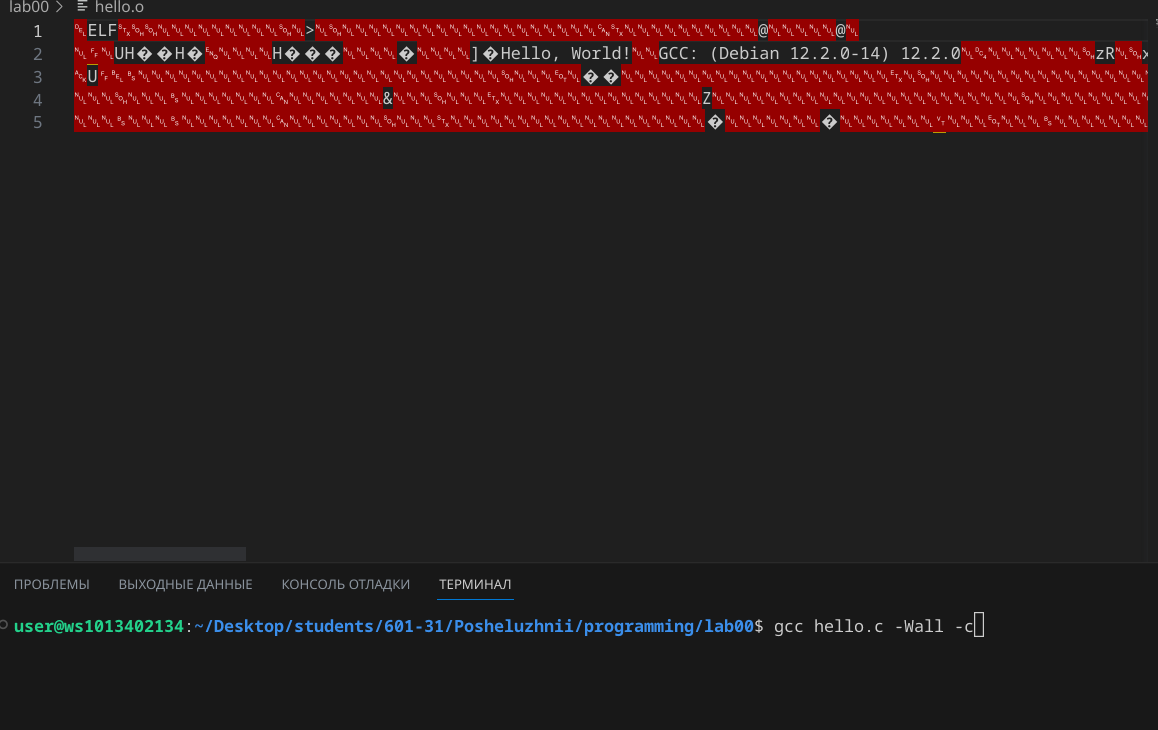 lab00 > hello.o
1 ELF > @ @
2 UH��H� H��� � ]�Hello, World! GCC: (Debian 12.2.0-14) 12.2.0 zR x
3 U ��
4 & Z
5 � �
ПРОБЛЕМЫ ВЫХОДНЫЕ ДАННЫЕ КОНСОЛЬ ОТЛАДКИ ТЕРМИНАЛ
user@ws1013402134:~/Desktop/students/601-31/Posheluzhnii/programming/lab00$ gcc hello.c -Wall -c